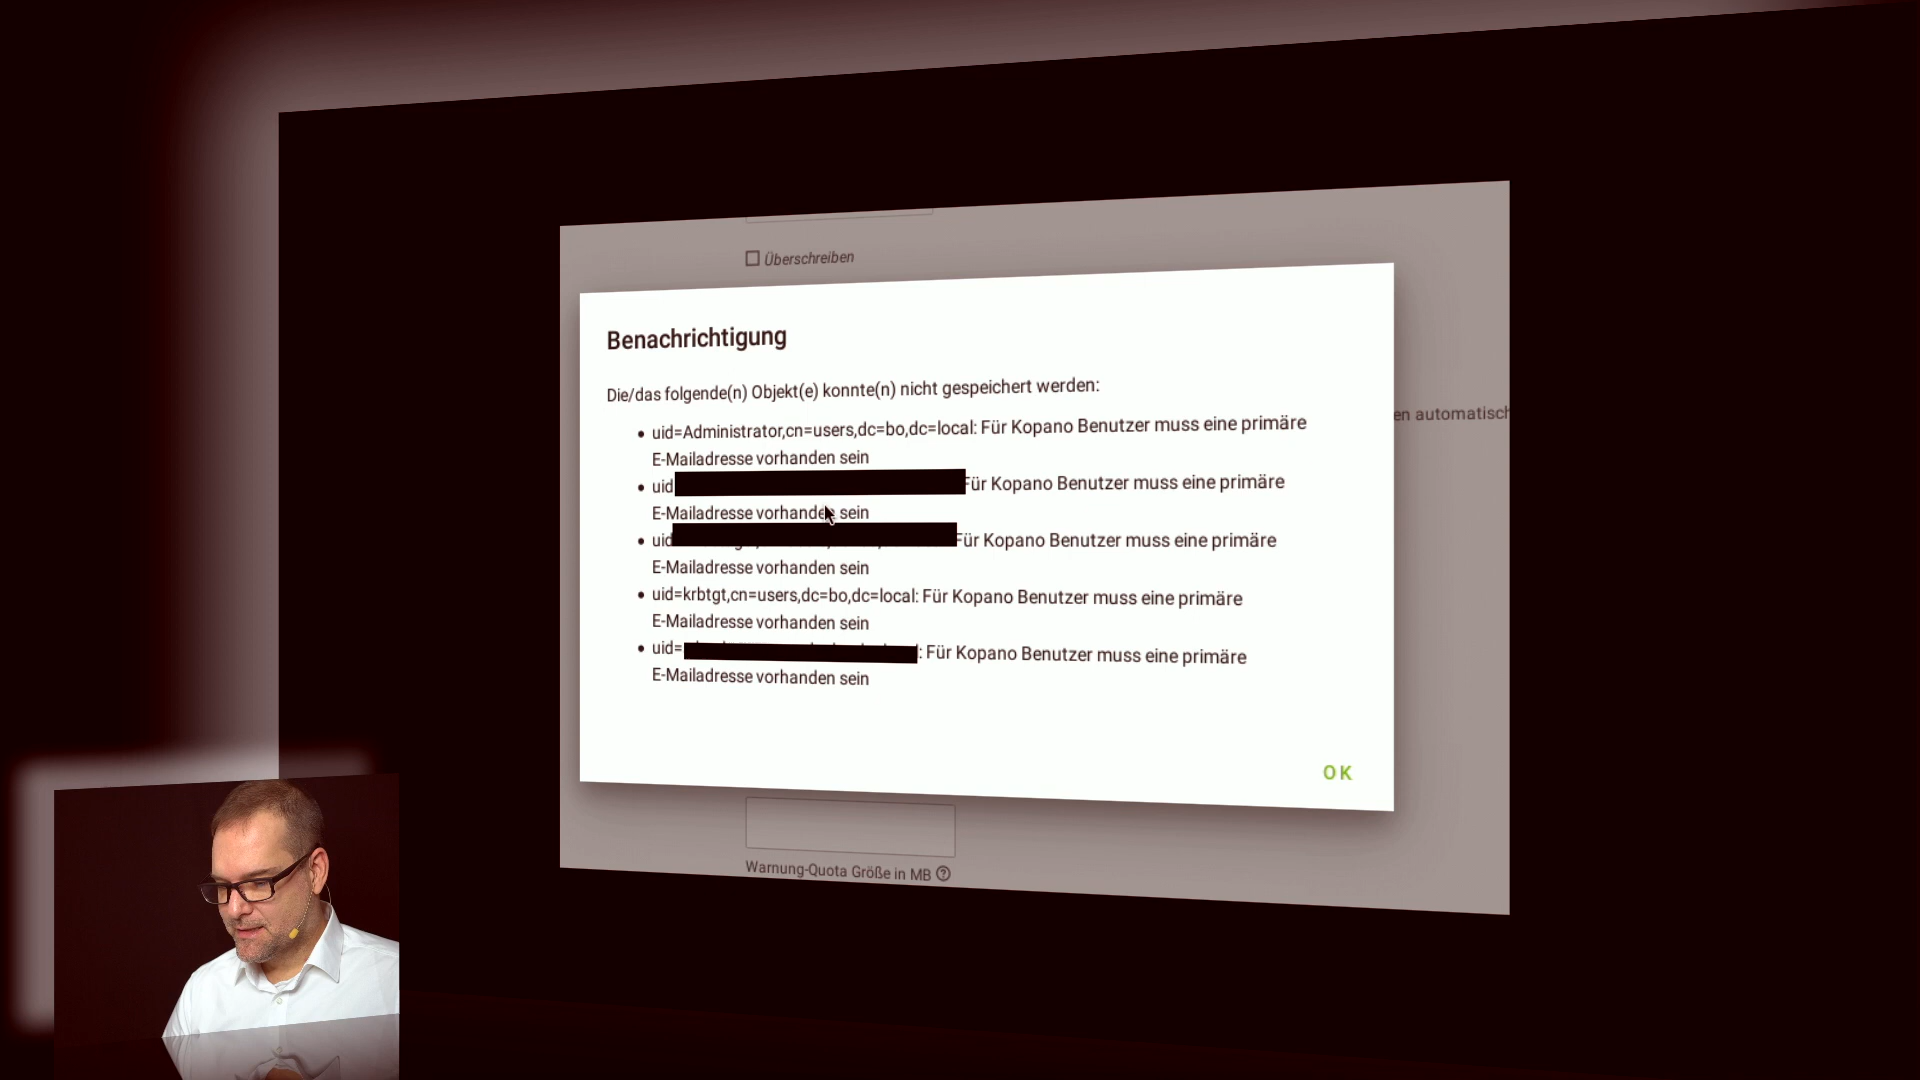 Überschreiben
Benachrichtigung
Die/das folgende(n) Objekt(e) konnte(n) nicht gespeichert werden:
uid=Administrator,cn=users,dc=bo,dc=local: Für Kopano Benutzer muss eine primäre
E-Mailadresse vorhanden sein
uid Für Kopano Benutzer muss eine primäre
E-Mailadresse vorhanden sein
uid Für Kopano Benutzer muss eine primäre
E-Mailadresse vorhanden sein
uid=krbtgt,cn=users,dc=bo,dc=local: Für Kopano Benutzer muss eine primäre
E-Mailadresse vorhanden sein
uid= : Für Kopano Benutzer muss eine primäre
E-Mailadresse vorhanden sein
en automatisch
OK
Warnung-Quota Größe in MB